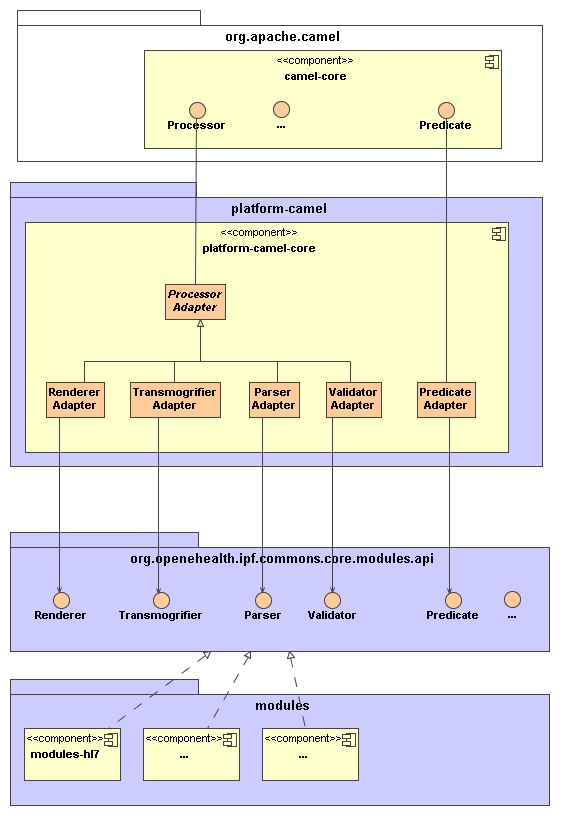 org.apache.camel
<<component>>
camel-core
Processor
...
Predicate
platform-camel
<<component>>
platform-camel-core
Processor
Adapter
Renderer
Adapter
Transmogrifier
Adapter
Parser
Adapter
Validator
Adapter
Predicate
Adapter
org.openehealth.ipf.commons.core.modules.api
Renderer
Transmogrifier
Parser
Validator
Predicate
...
modules
<<component>>
modules-hl7
<<component>>
...
<<component>>
...